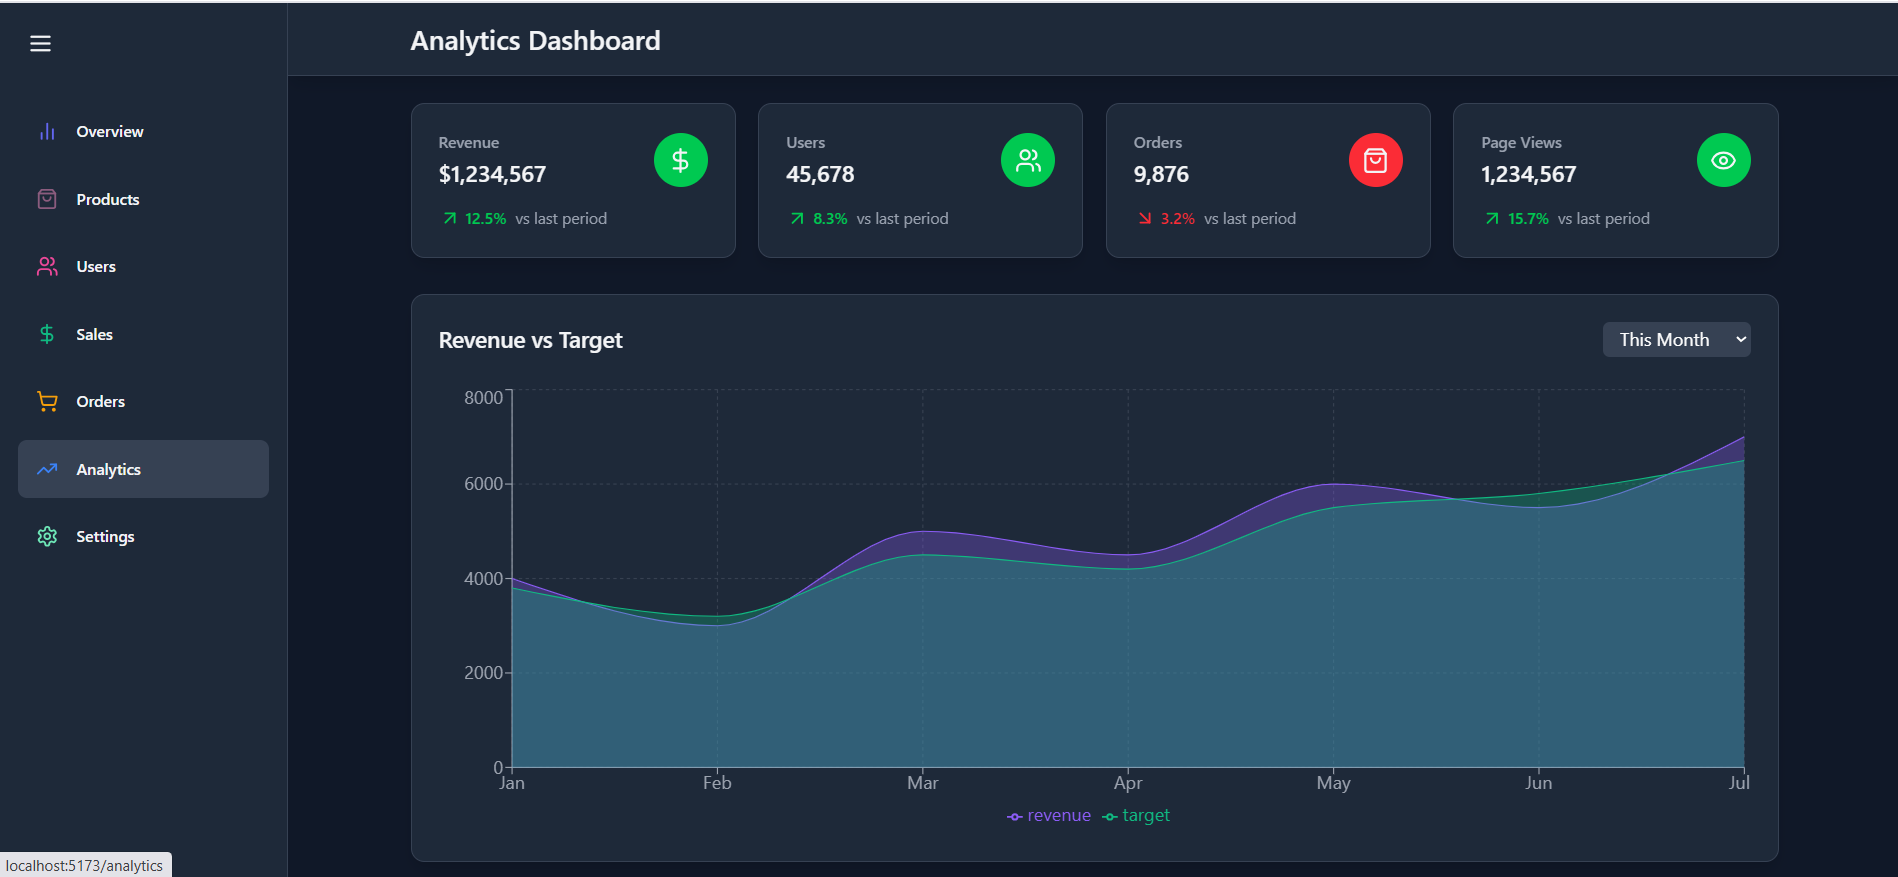 Analytics Dashboard
Overview
Products
Users
Sales
Orders
Analytics
Settings
Revenue
$1,234,567
12.5% vs last period
Users
45,678
8.3% vs last period
Orders
9,876
3.2% vs last period
Page Views
1,234,567
15.7% vs last period
Revenue vs Target
This Month
8000
6000
4000
2000
0
Jan Feb Mar Apr May Jun Jul
revenue target
localhost:5173/analytics